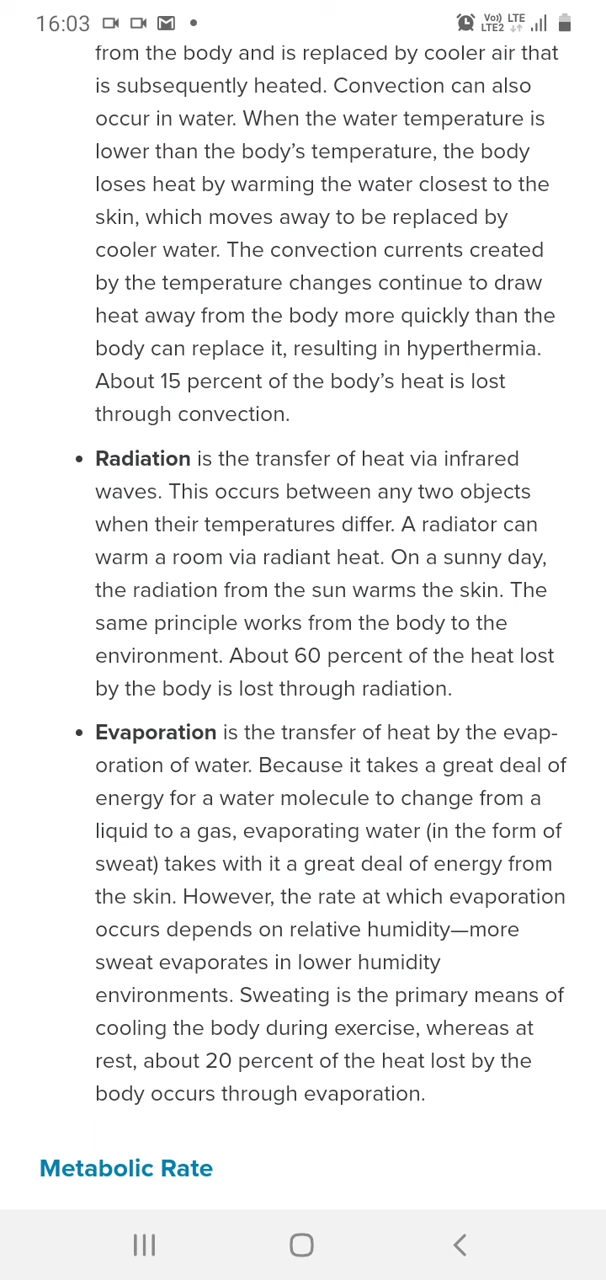 16:03
Vo)) LTE
LTE2
from the body and is replaced by cooler air that
is subsequently heated. Convection can also
occur in water. When the water temperature is
lower than the body’s temperature, the body
loses heat by warming the water closest to the
skin, which moves away to be replaced by
cooler water. The convection currents created
by the temperature changes continue to draw
heat away from the body more quickly than the
body can replace it, resulting in hyperthermia.
About 15 percent of the body’s heat is lost
through convection.
• Radiation is the transfer of heat via infrared
waves. This occurs between any two objects
when their temperatures differ. A radiator can
warm a room via radiant heat. On a sunny day,
the radiation from the sun warms the skin. The
same principle works from the body to the
environment. About 60 percent of the heat lost
by the body is lost through radiation.
• Evaporation is the transfer of heat by the evap-
oration of water. Because it takes a great deal of
energy for a water molecule to change from a
liquid to a gas, evaporating water (in the form of
sweat) takes with it a great deal of energy from
the skin. However, the rate at which evaporation
occurs depends on relative humidity—more
sweat evaporates in lower humidity
environments. Sweating is the primary means of
cooling the body during exercise, whereas at
rest, about 20 percent of the heat lost by the
body occurs through evaporation.
Metabolic Rate